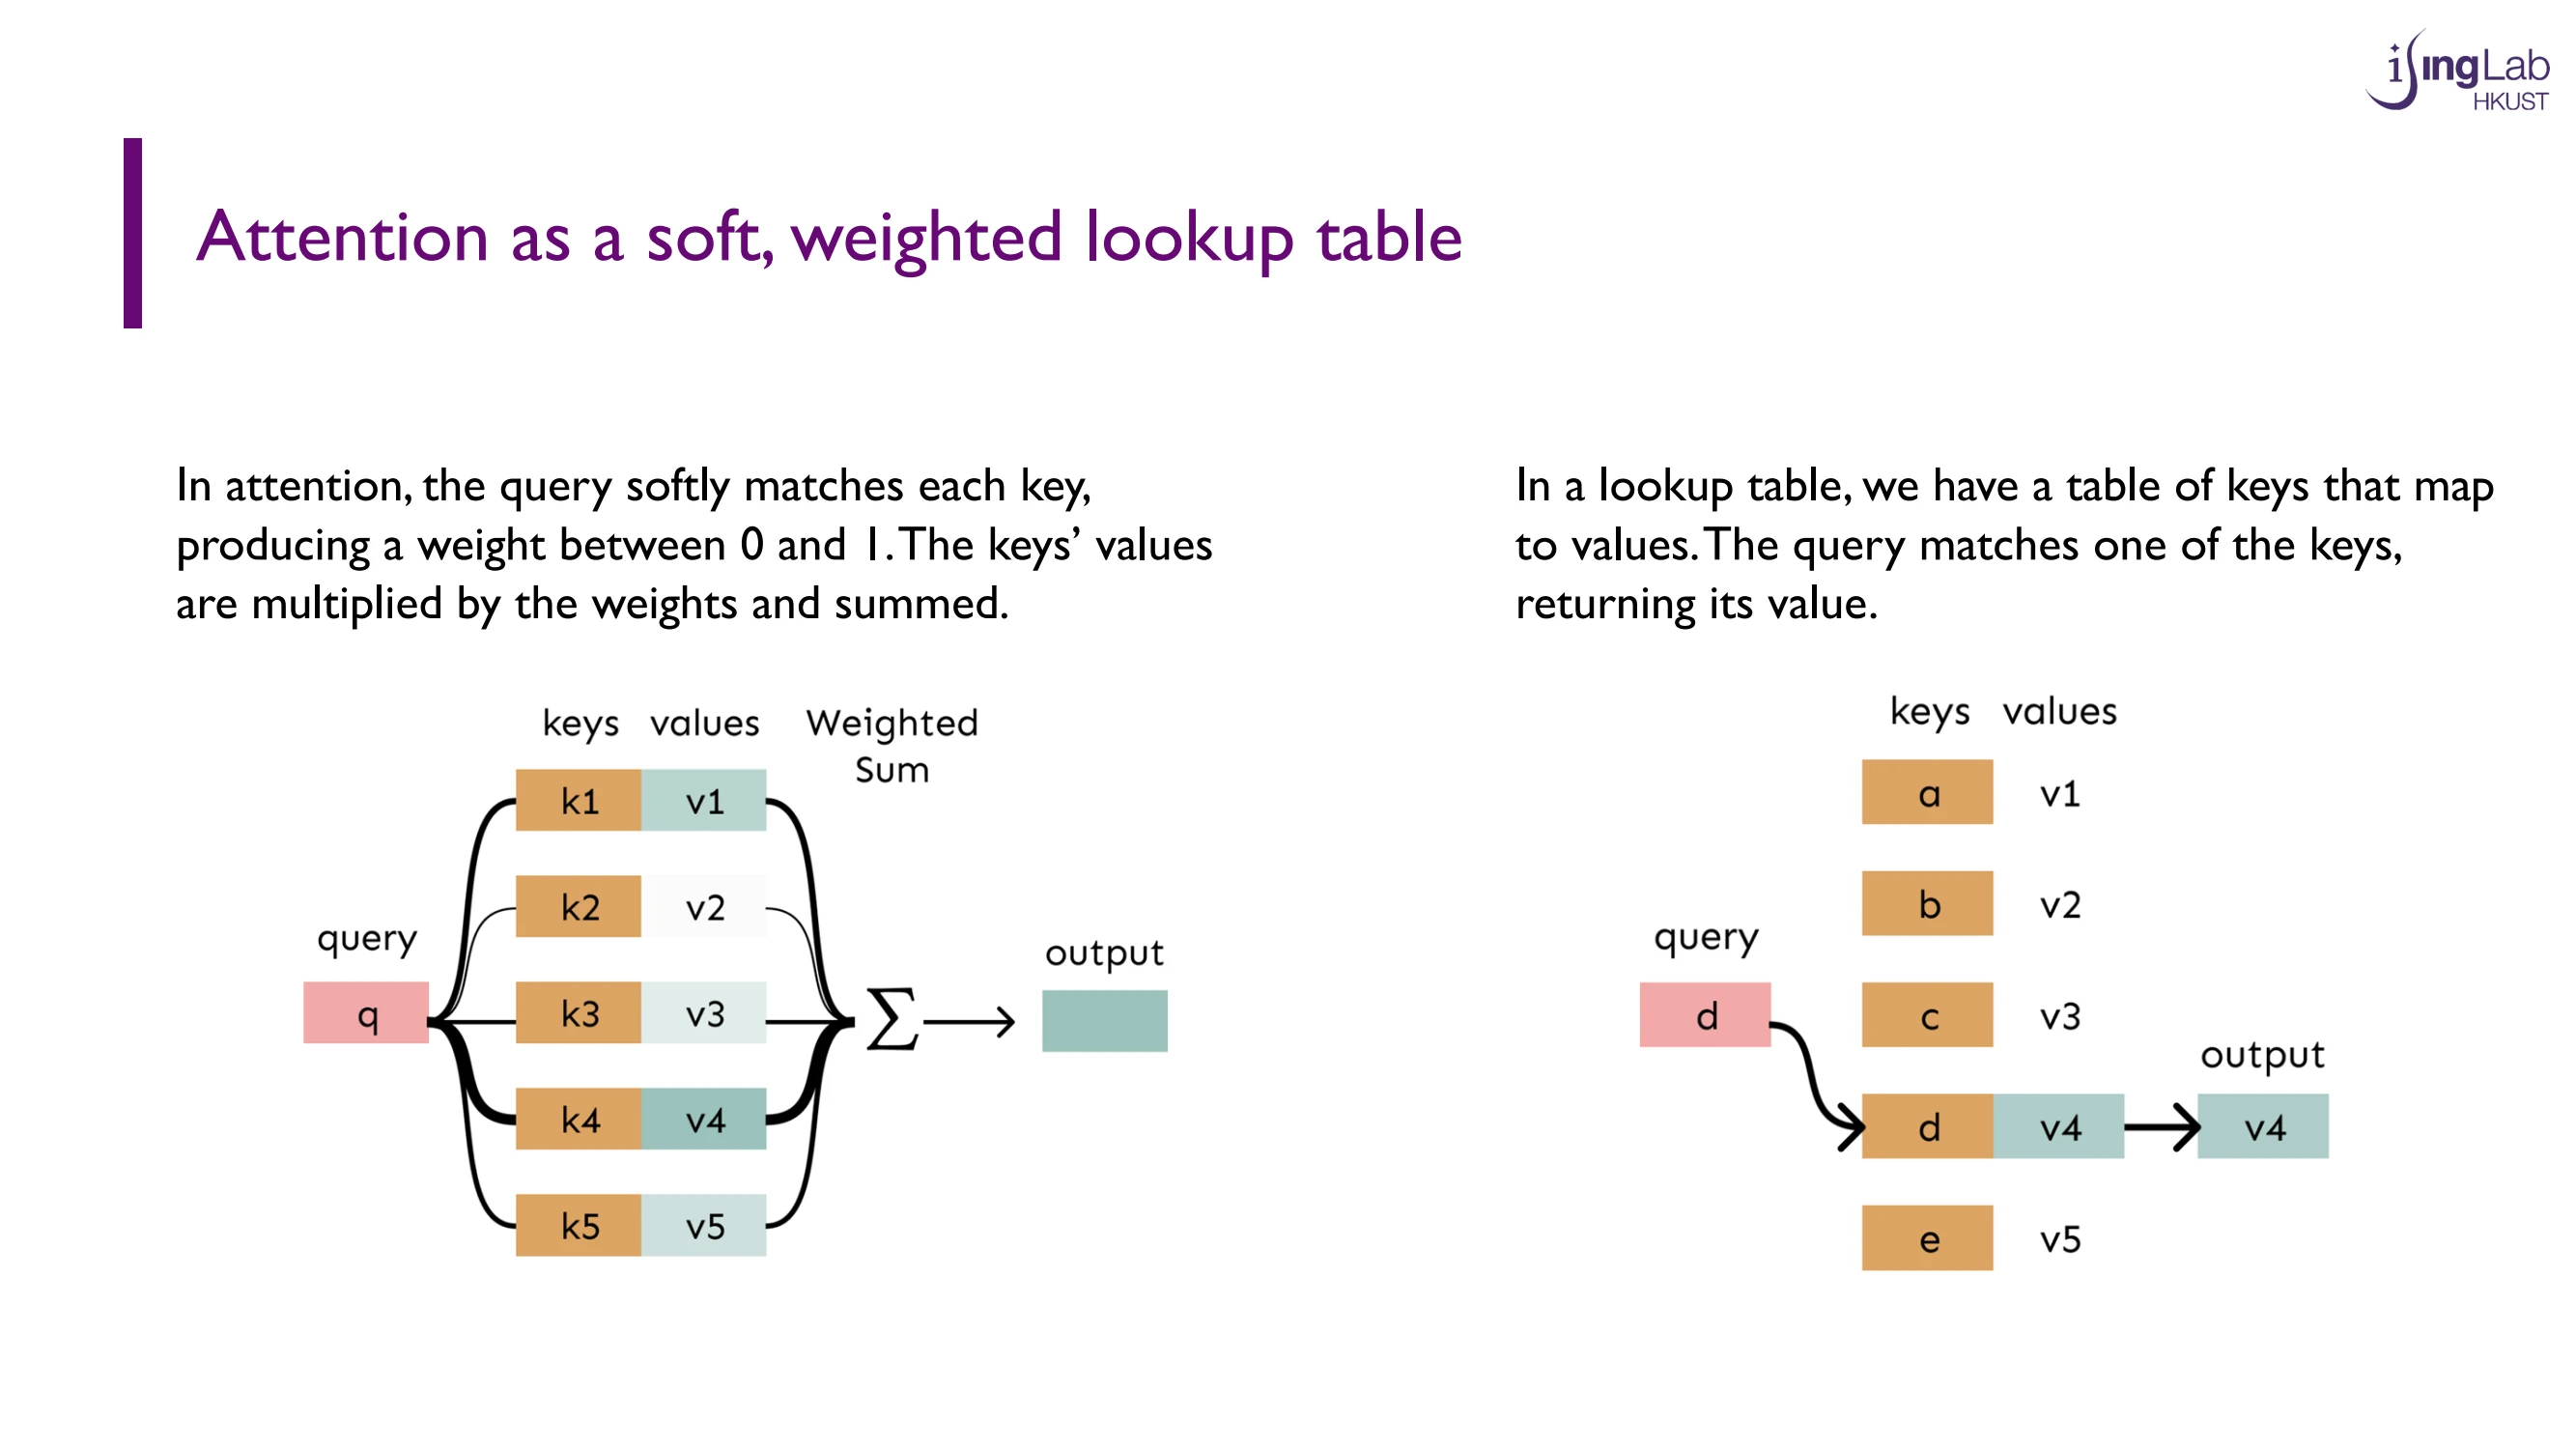 iSingLab
HKUST
Attention as a soft, weighted lookup table
In attention, the query softly matches each key,
producing a weight between 0 and 1. The keys’ values
are multiplied by the weights and summed.
keys values Weighted
Sum
k1 v1
k2 v2
query
q
k3 v3
∑
output
k4 v4
k5 v5
In a lookup table, we have a table of keys that map
to values. The query matches one of the keys,
returning its value.
keys values
a v1
b v2
query
d
c v3
output
d v4 v4
e v5